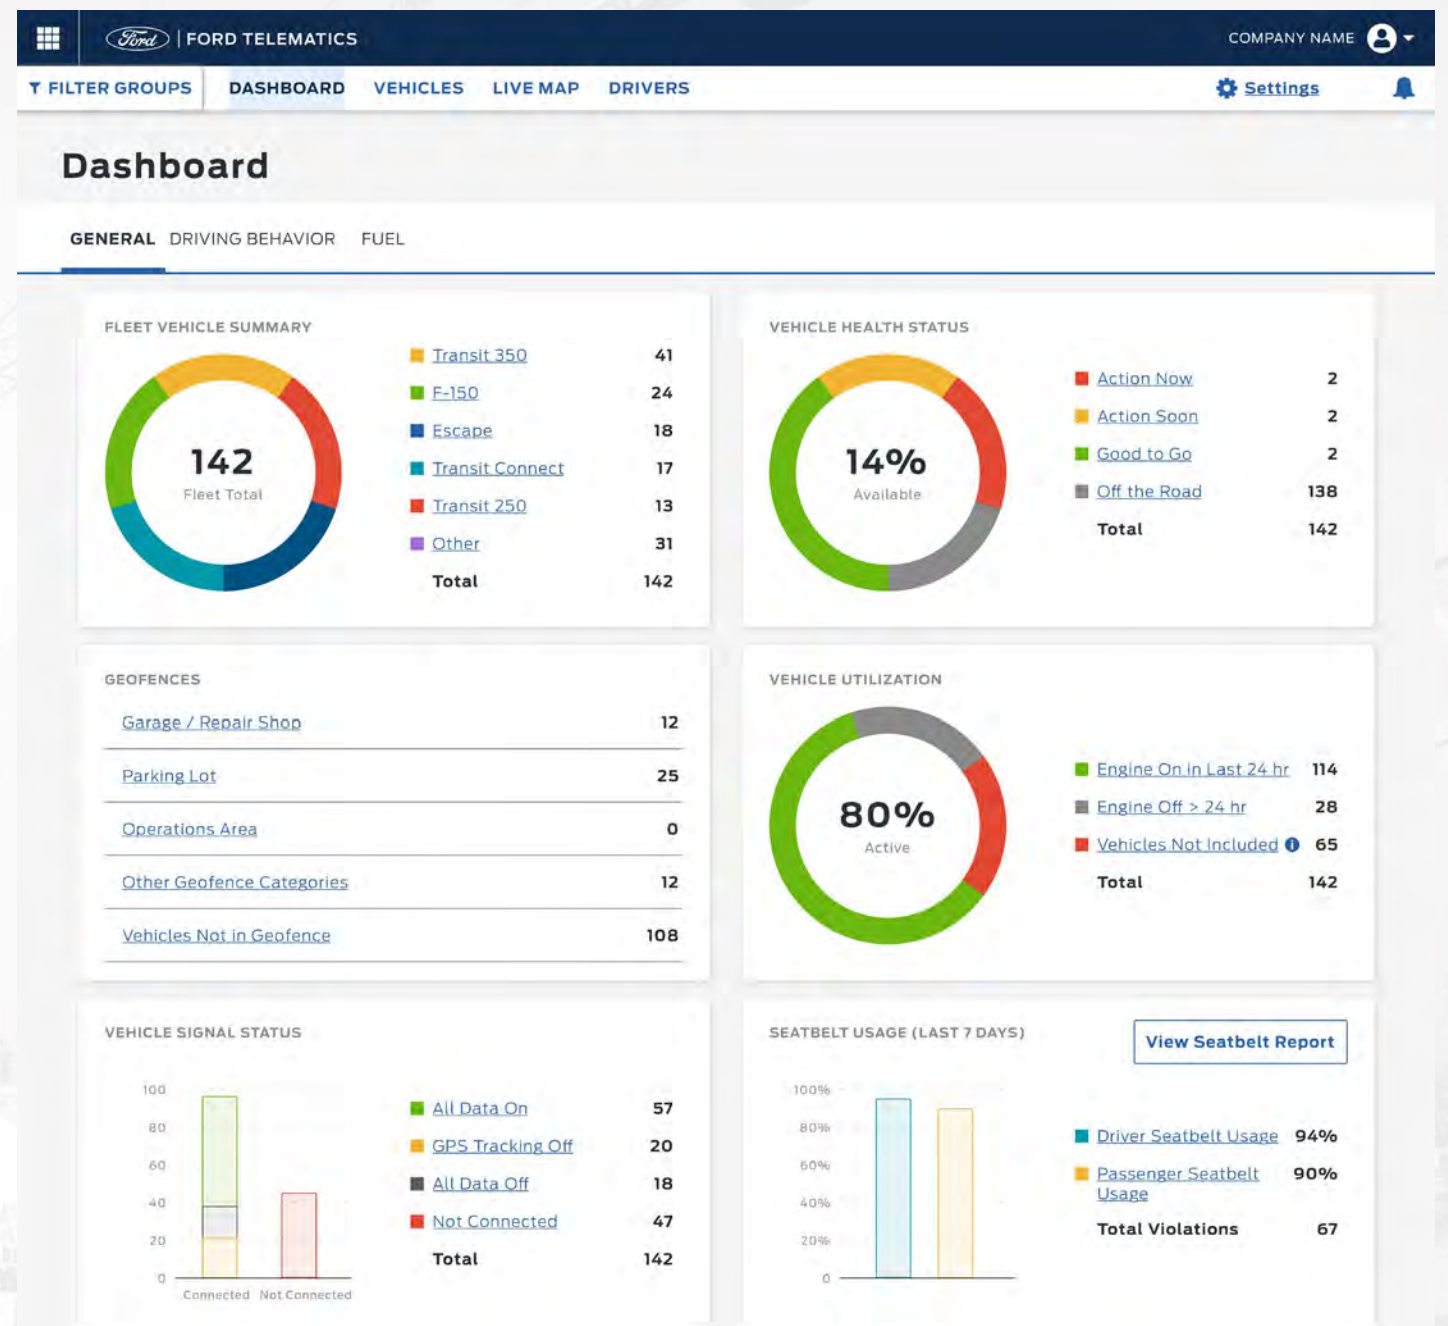 Ford | FORD TELEMATICS
COMPANY NAME
FILTER GROUPS
DASHBOARD
VEHICLES
LIVE MAP
DRIVERS
Settings
Dashboard
GENERAL
DRIVING BEHAVIOR
FUEL
FLEET VEHICLE SUMMARY
142
Fleet Total
Transit 350 41
F-150 24
Escape 18
Transit Connect 17
Transit 250 13
Other 31
Total 142
VEHICLE HEALTH STATUS
14%
Available
Action Now 2
Action Soon 2
Good to Go 2
Off the Road 138
Total 142
GEOFENCES
Garage / Repair Shop 12
Parking Lot 25
Operations Area 0
Other Geofence Categories 12
Vehicles Not in Geofence 108
VEHICLE UTILIZATION
80%
Active
Engine On in Last 24 hr 114
Engine Off > 24 hr 28
Vehicles Not Included i 65
Total 142
VEHICLE SIGNAL STATUS
100
80
60
40
20
0
Connected Not Connected
All Data On 57
GPS Tracking Off 20
All Data Off 18
Not Connected 47
Total 142
SEATBELT USAGE (LAST 7 DAYS)
View Seatbelt Report
100%
80%
60%
40%
20%
0
Driver Seatbelt Usage 94%
Passenger Seatbelt 90%
Usage
Total Violations 67